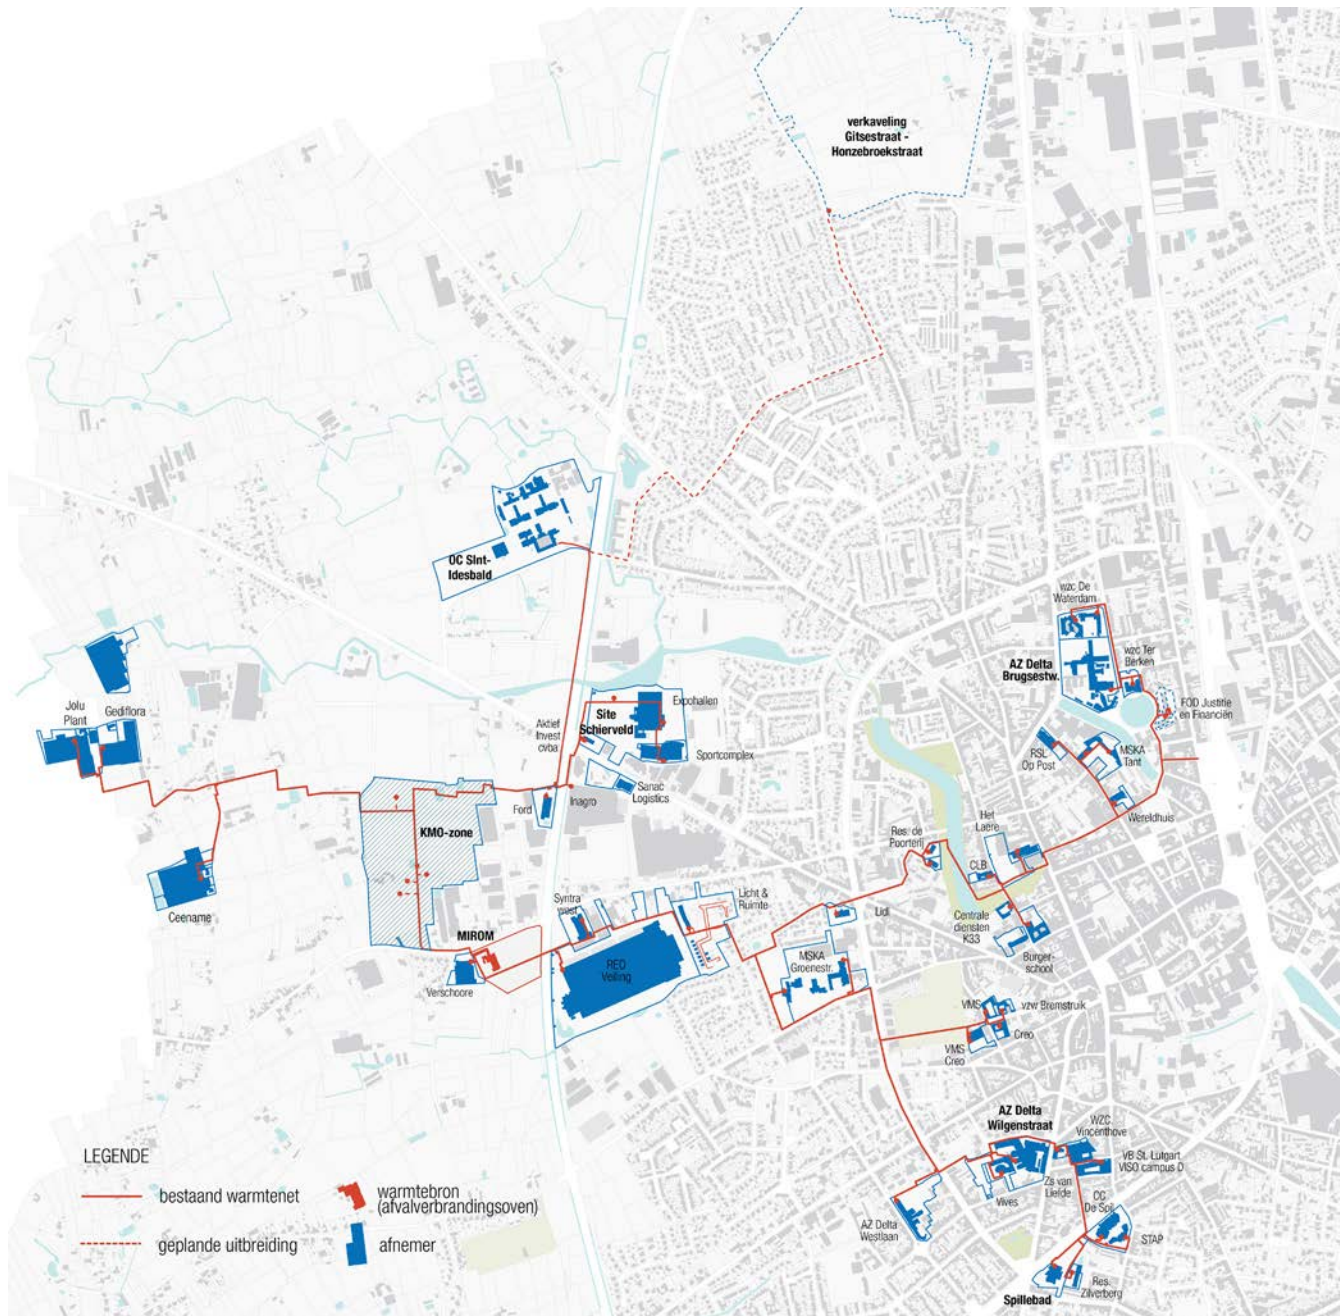 verkaveling
Gitsestraat -
Honzebroekstraat
OC SInt-
Idesbald
wzc De
Waterdam
AZ Delta
Brugsestw.
wzc Ter
Berken
FOD Justitie
en Financiën
Jolu
Plant
Gediflora
Aktief
Invest
cvba
Site
Schierveld
Expohallen
Sportcomplex
RSL
Op Post
MSKA
Tant
Sanac
Logistics
Ford
Inagro
Wereldhuis
KMO-zone
Het
Laere
Res. de
Poorterij
CLB
Ceename
Syntra
west
Licht &
Ruimte
Lidl
Centrale
diensten
K33
MIROM
Burger-
school
Verschoore
REO
Veiling
MSKA
Groenestr.
VMS
vzw Bremstruik
Creo
VMS
Creo
AZ Delta
Wilgenstraat
WZC
Vincenthove
VB St. Lutgart
VISO campus D
Zs van
Liefde
Vives
CC
De Spil
AZ Delta
Westlaan
STAP
Res.
Zilverberg
Spillebad
LEGENDE
bestaand warmtenet
warmtebron
(afvalverbrandingsoven)
geplande uitbreiding
afnemer